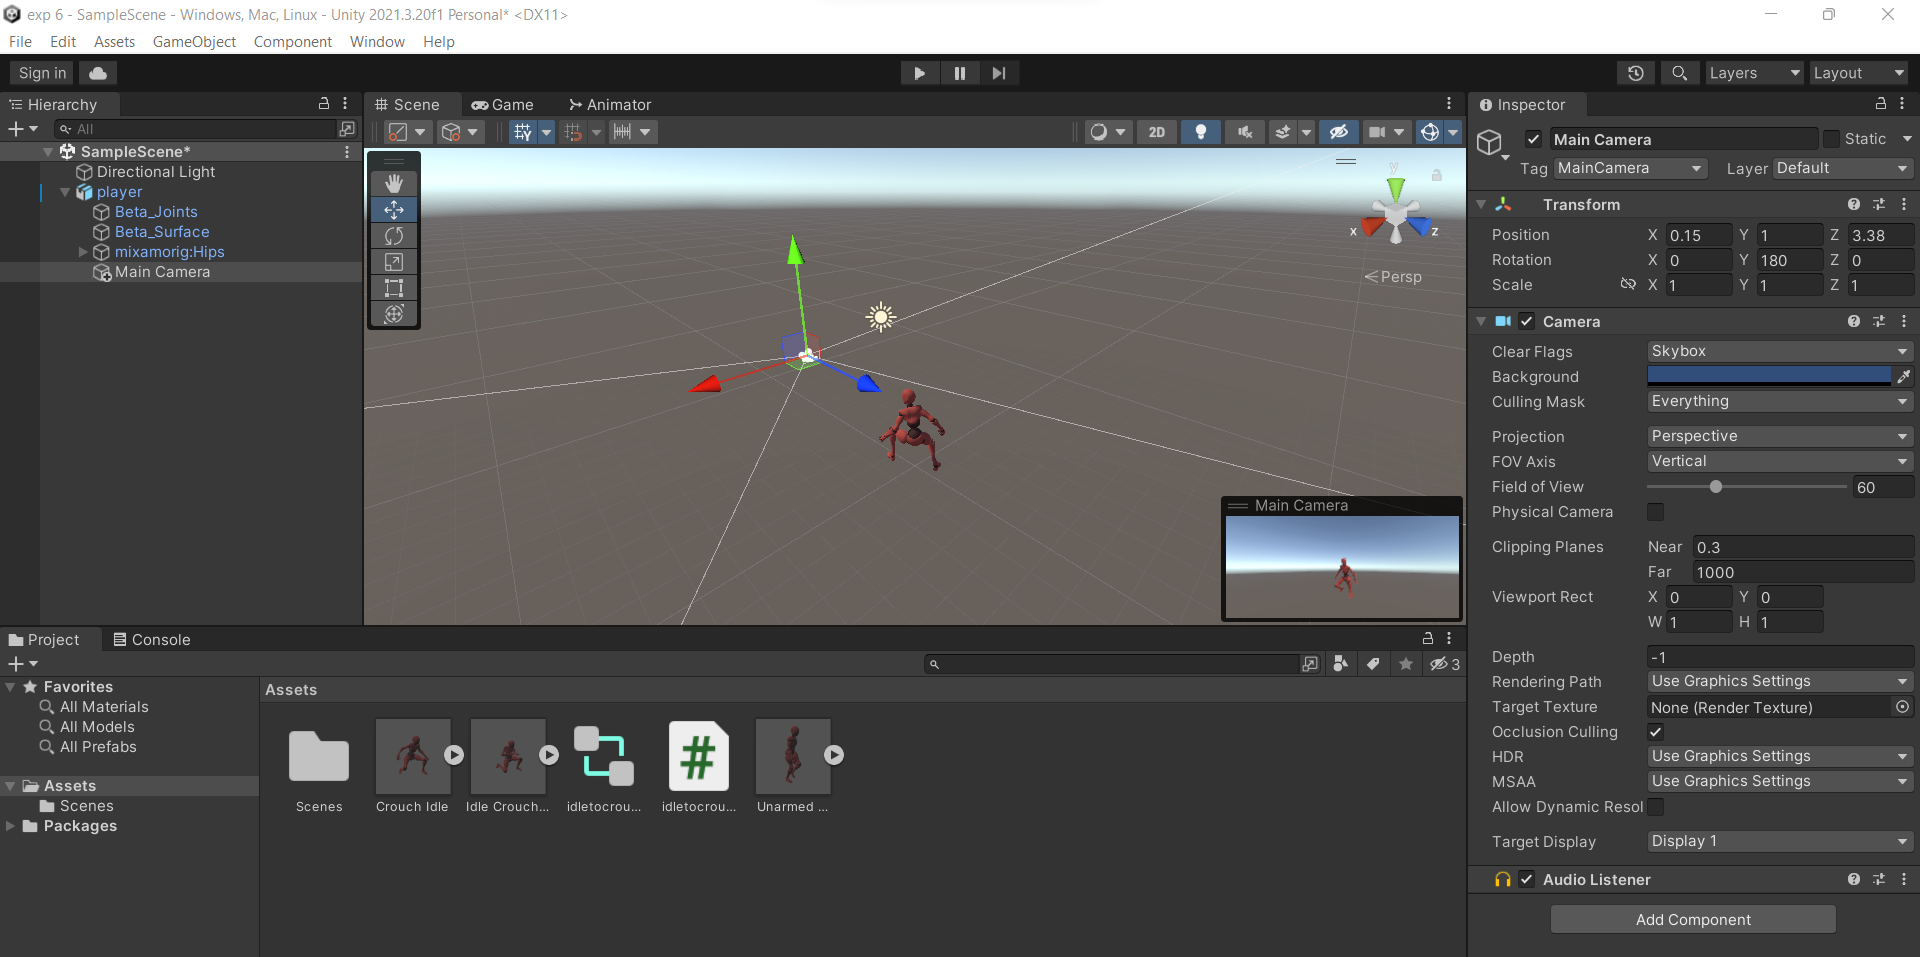 exp 6 - SampleScene - Windows, Mac, Linux - Unity 2021.3.20f1 Personal* <DX11>
File Edit Assets GameObject Component Window Help
Sign in
Layers
Layout
Hierarchy
All
SampleScene*
Directional Light
player
Beta_Joints
Beta_Surface
mixamorig:Hips
Main Camera
Scene Game Animator
2D
y
x
z
<Persp
Main Camera
Inspector
Main Camera
Static
Tag MainCamera Layer Default
Transform
Position X 0.15 Y 1 Z 3.38
Rotation X 0 Y 180 Z 0
Scale X 1 Y 1 Z 1
Camera
Clear Flags Skybox
Background
Culling Mask Everything
Projection Perspective
FOV Axis Vertical
Field of View 60
Physical Camera
Clipping Planes Near 0.3
Far 1000
Viewport Rect X 0 Y 0
W 1 H 1
Depth -1
Rendering Path Use Graphics Settings
Target Texture None (Render Texture)
Occlusion Culling
HDR Use Graphics Settings
MSAA Use Graphics Settings
Allow Dynamic Resol
Target Display Display 1
Audio Listener
Add Component
Project Console
3
Favorites
All Materials
All Models
All Prefabs
Assets
Scenes
Packages
Assets
Scenes
Crouch Idle
Idle Crouch...
idletocrou...
#
idletocrou...
Unarmed ...